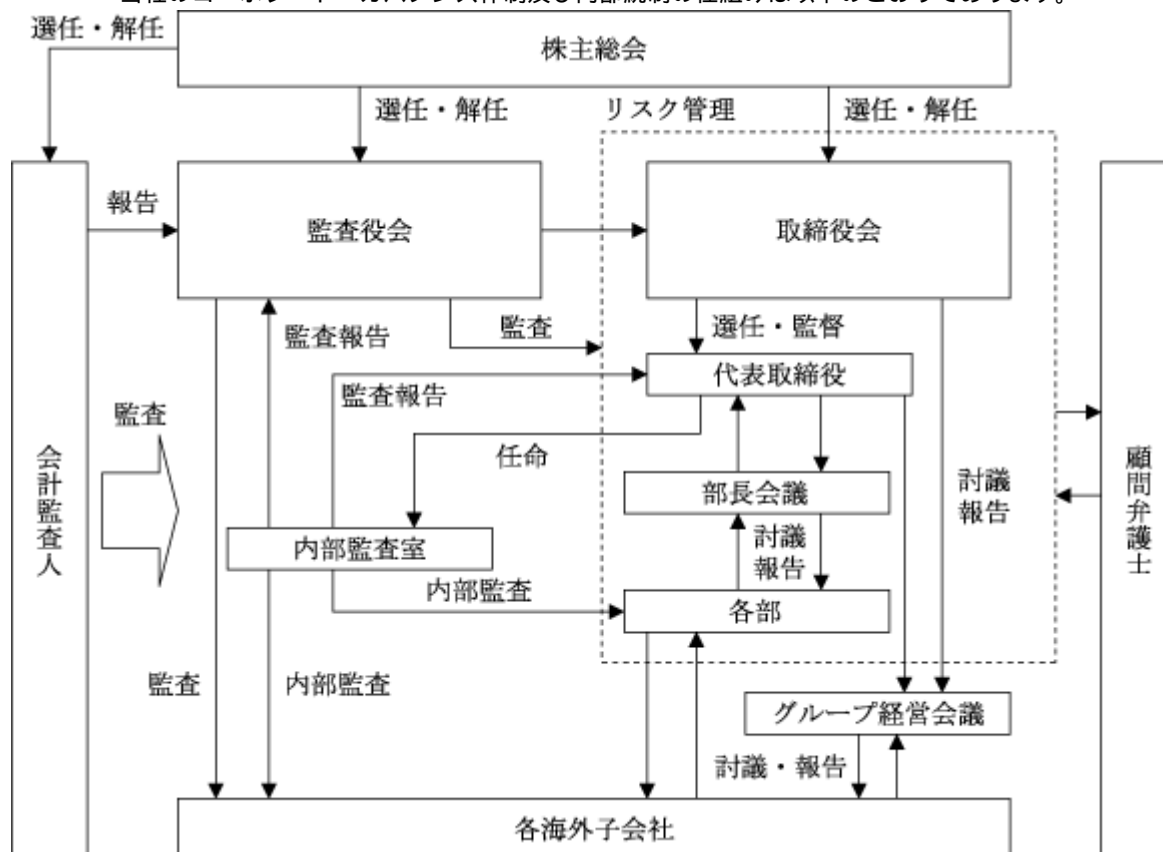 選任・解任
株主総会
選任・解任
リスク管理
選任・解任
報告
監査役会
取締役会
監査報告
監査
選任・監督
監査報告
代表取締役
監査
任命
会計監査人
部長会議
討議
報告
顧問弁護士
内部監査室
討議
報告
内部監査
各部
監査
内部監査
グループ経営会議
討議・報告
各海外子会社